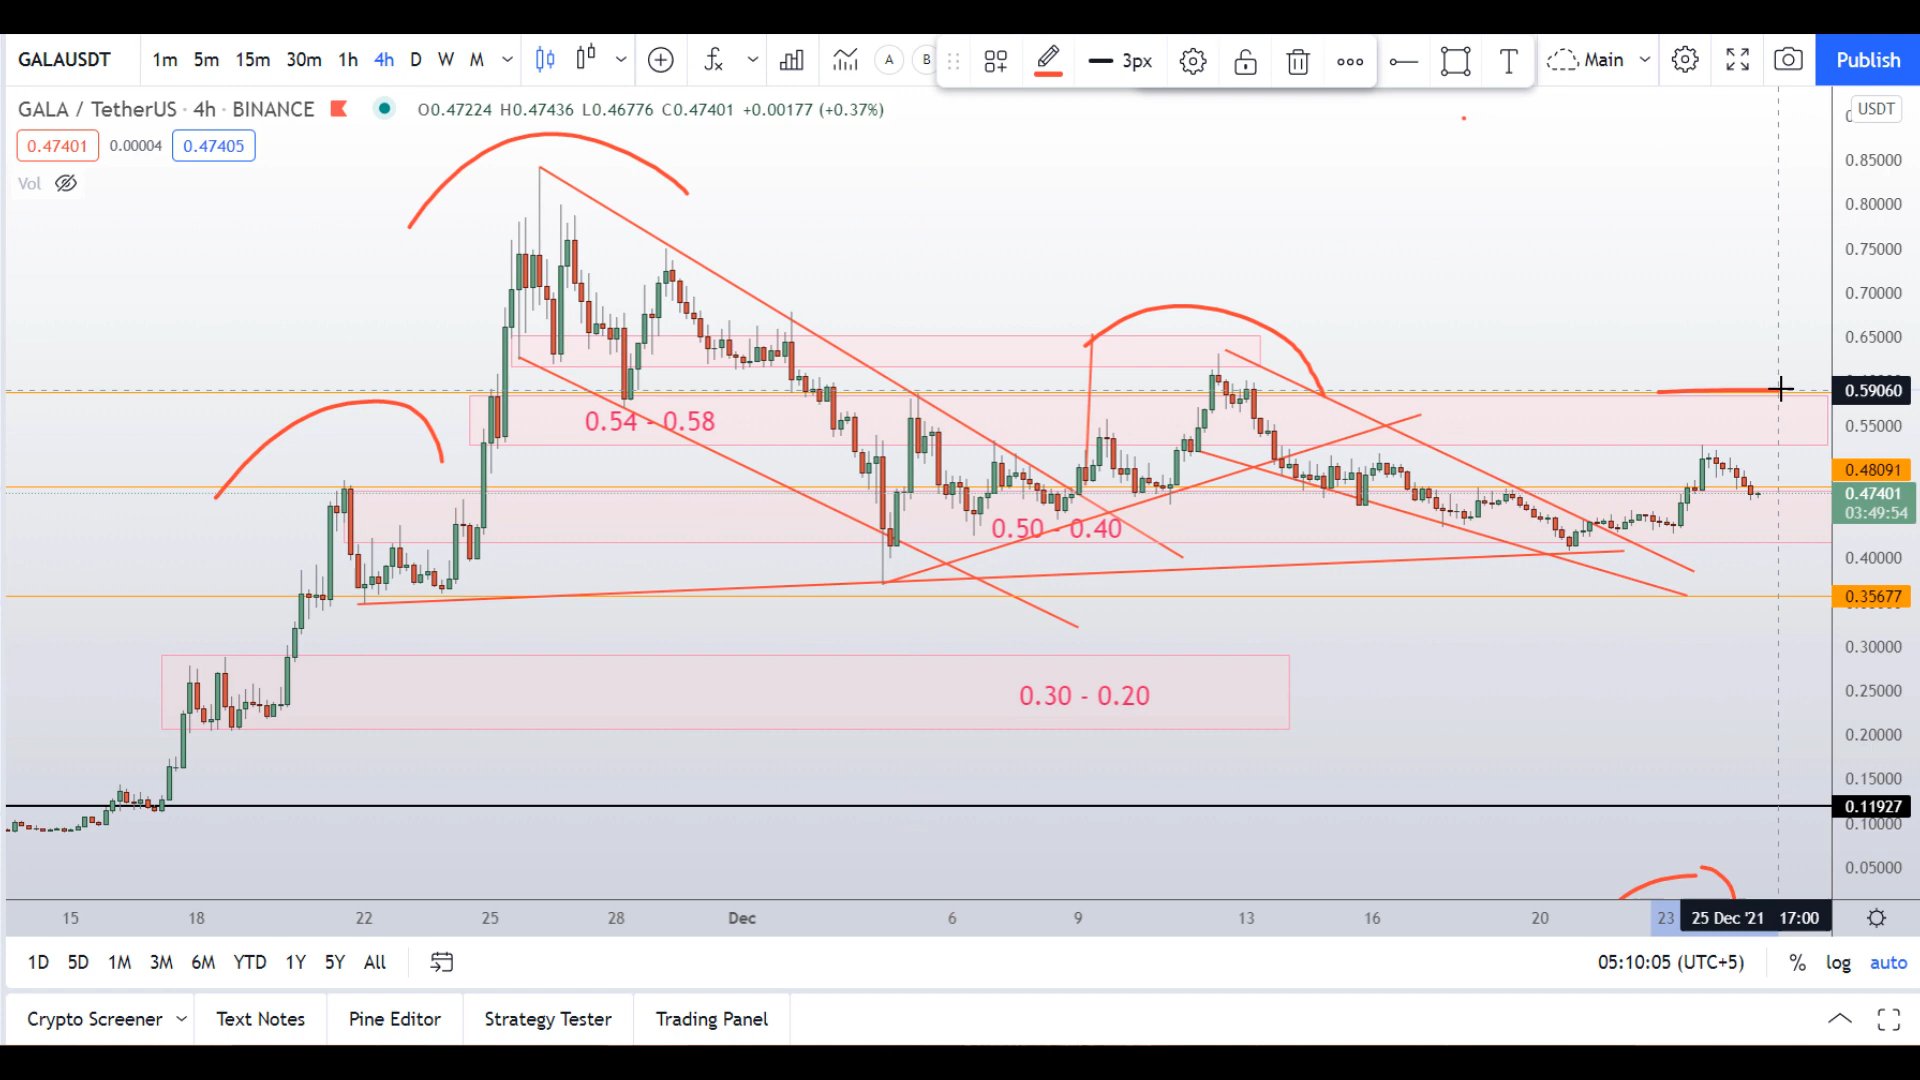 GALAUSDT 1m 5m 15m 30m 1h 4h D W M A B 3px T Main Publish
GALA / TetherUS · 4h · BINANCE O0.47224 H0.47436 L0.46776 C0.47401 +0.00177 (+0.37%) USDT
47401 0.00004 0.47405
Vol
0.85000
0.80000
0.75000
0.70000
0.65000
0.59060
0.54 - 0.58
0.55000
0.48091
0.47401
03:49:54
0.50 - 0.40
0.40000
0.35677
0.30000
0.30 - 0.20
0.25000
0.20000
0.15000
0.11927
0.10000
0.05000
15 18 22 25 28 Dec 6 9 13 16 20 23 25 Dec '21 17:00
1D 5D 1M 3M 6M YTD 1Y 5Y All 05:10:05 (UTC+5) % log auto
Crypto Screener Text Notes Pine Editor Strategy Tester Trading Panel